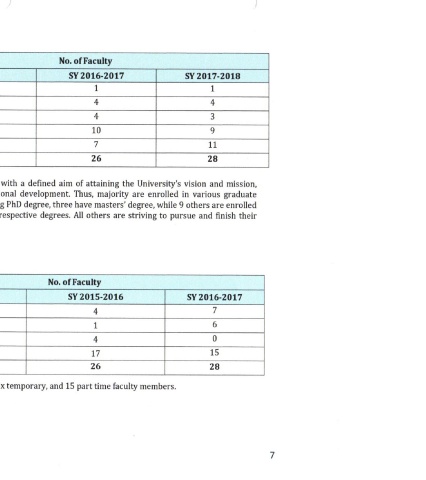 No. of Faculty
SY 2016-2017 SY 2017-2018
1 1
4 4
4 3
10 9
7 11
26 28
with a defined aim of attaining the University's vision and mission,
onal development. Thus, majority are enrolled in various graduate
g PhD degree, three have masters' degree, while 9 others are enrolled
respective degrees. All others are striving to pursue and finish their
No. of Faculty
SY 2015-2016 SY 2016-2017
4 7
1 6
4 0
17 15
26 28
x temporary, and 15 part time faculty members.
7